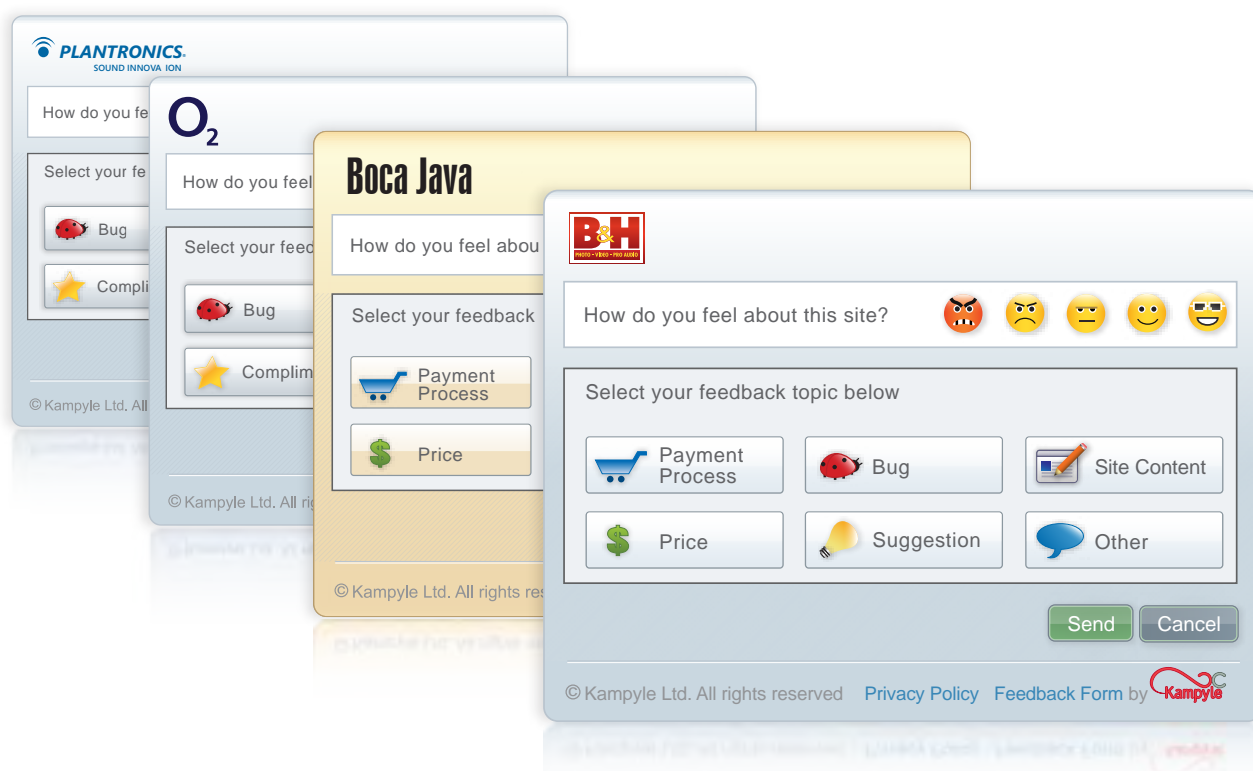 PLANTRONICS.
SOUND INNOVA ION
How do you fe
Select your fe
Bug
Compli
© Kampyle Ltd. All
O2
How do you feel
Select your feed
Bug
Complim
© Kampyle Ltd. All rig
Boca Java
How do you feel abou
Select your feedback
Payment
Process
Price
© Kampyle Ltd. All rights res
B&H
PHOTO - VIDEO - PRO AUDIO
How do you feel about this site?
Select your feedback topic below
Payment
Process
Bug
Site Content
Price
Suggestion
Other
Send Cancel
© Kampyle Ltd. All rights reserved Privacy Policy Feedback Form by Kampyle